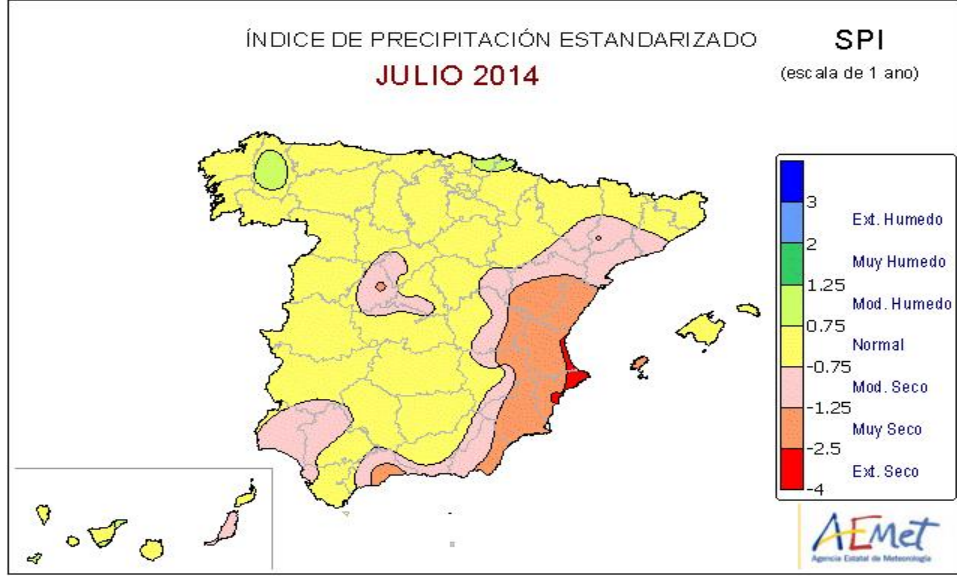 ÍNDICE DE PRECIPITACIÓN ESTANDARIZADO
JULIO 2014
SPI
(escala de 1 ano)
3
Ext. Humedo
2
Muy Humedo
1.25
Mod. Humedo
0.75
Normal
-0.75
Mod. Seco
-1.25
Muy Seco
-2.5
Ext. Seco
-4
AEMet
Agencia Estatal de Meteorología